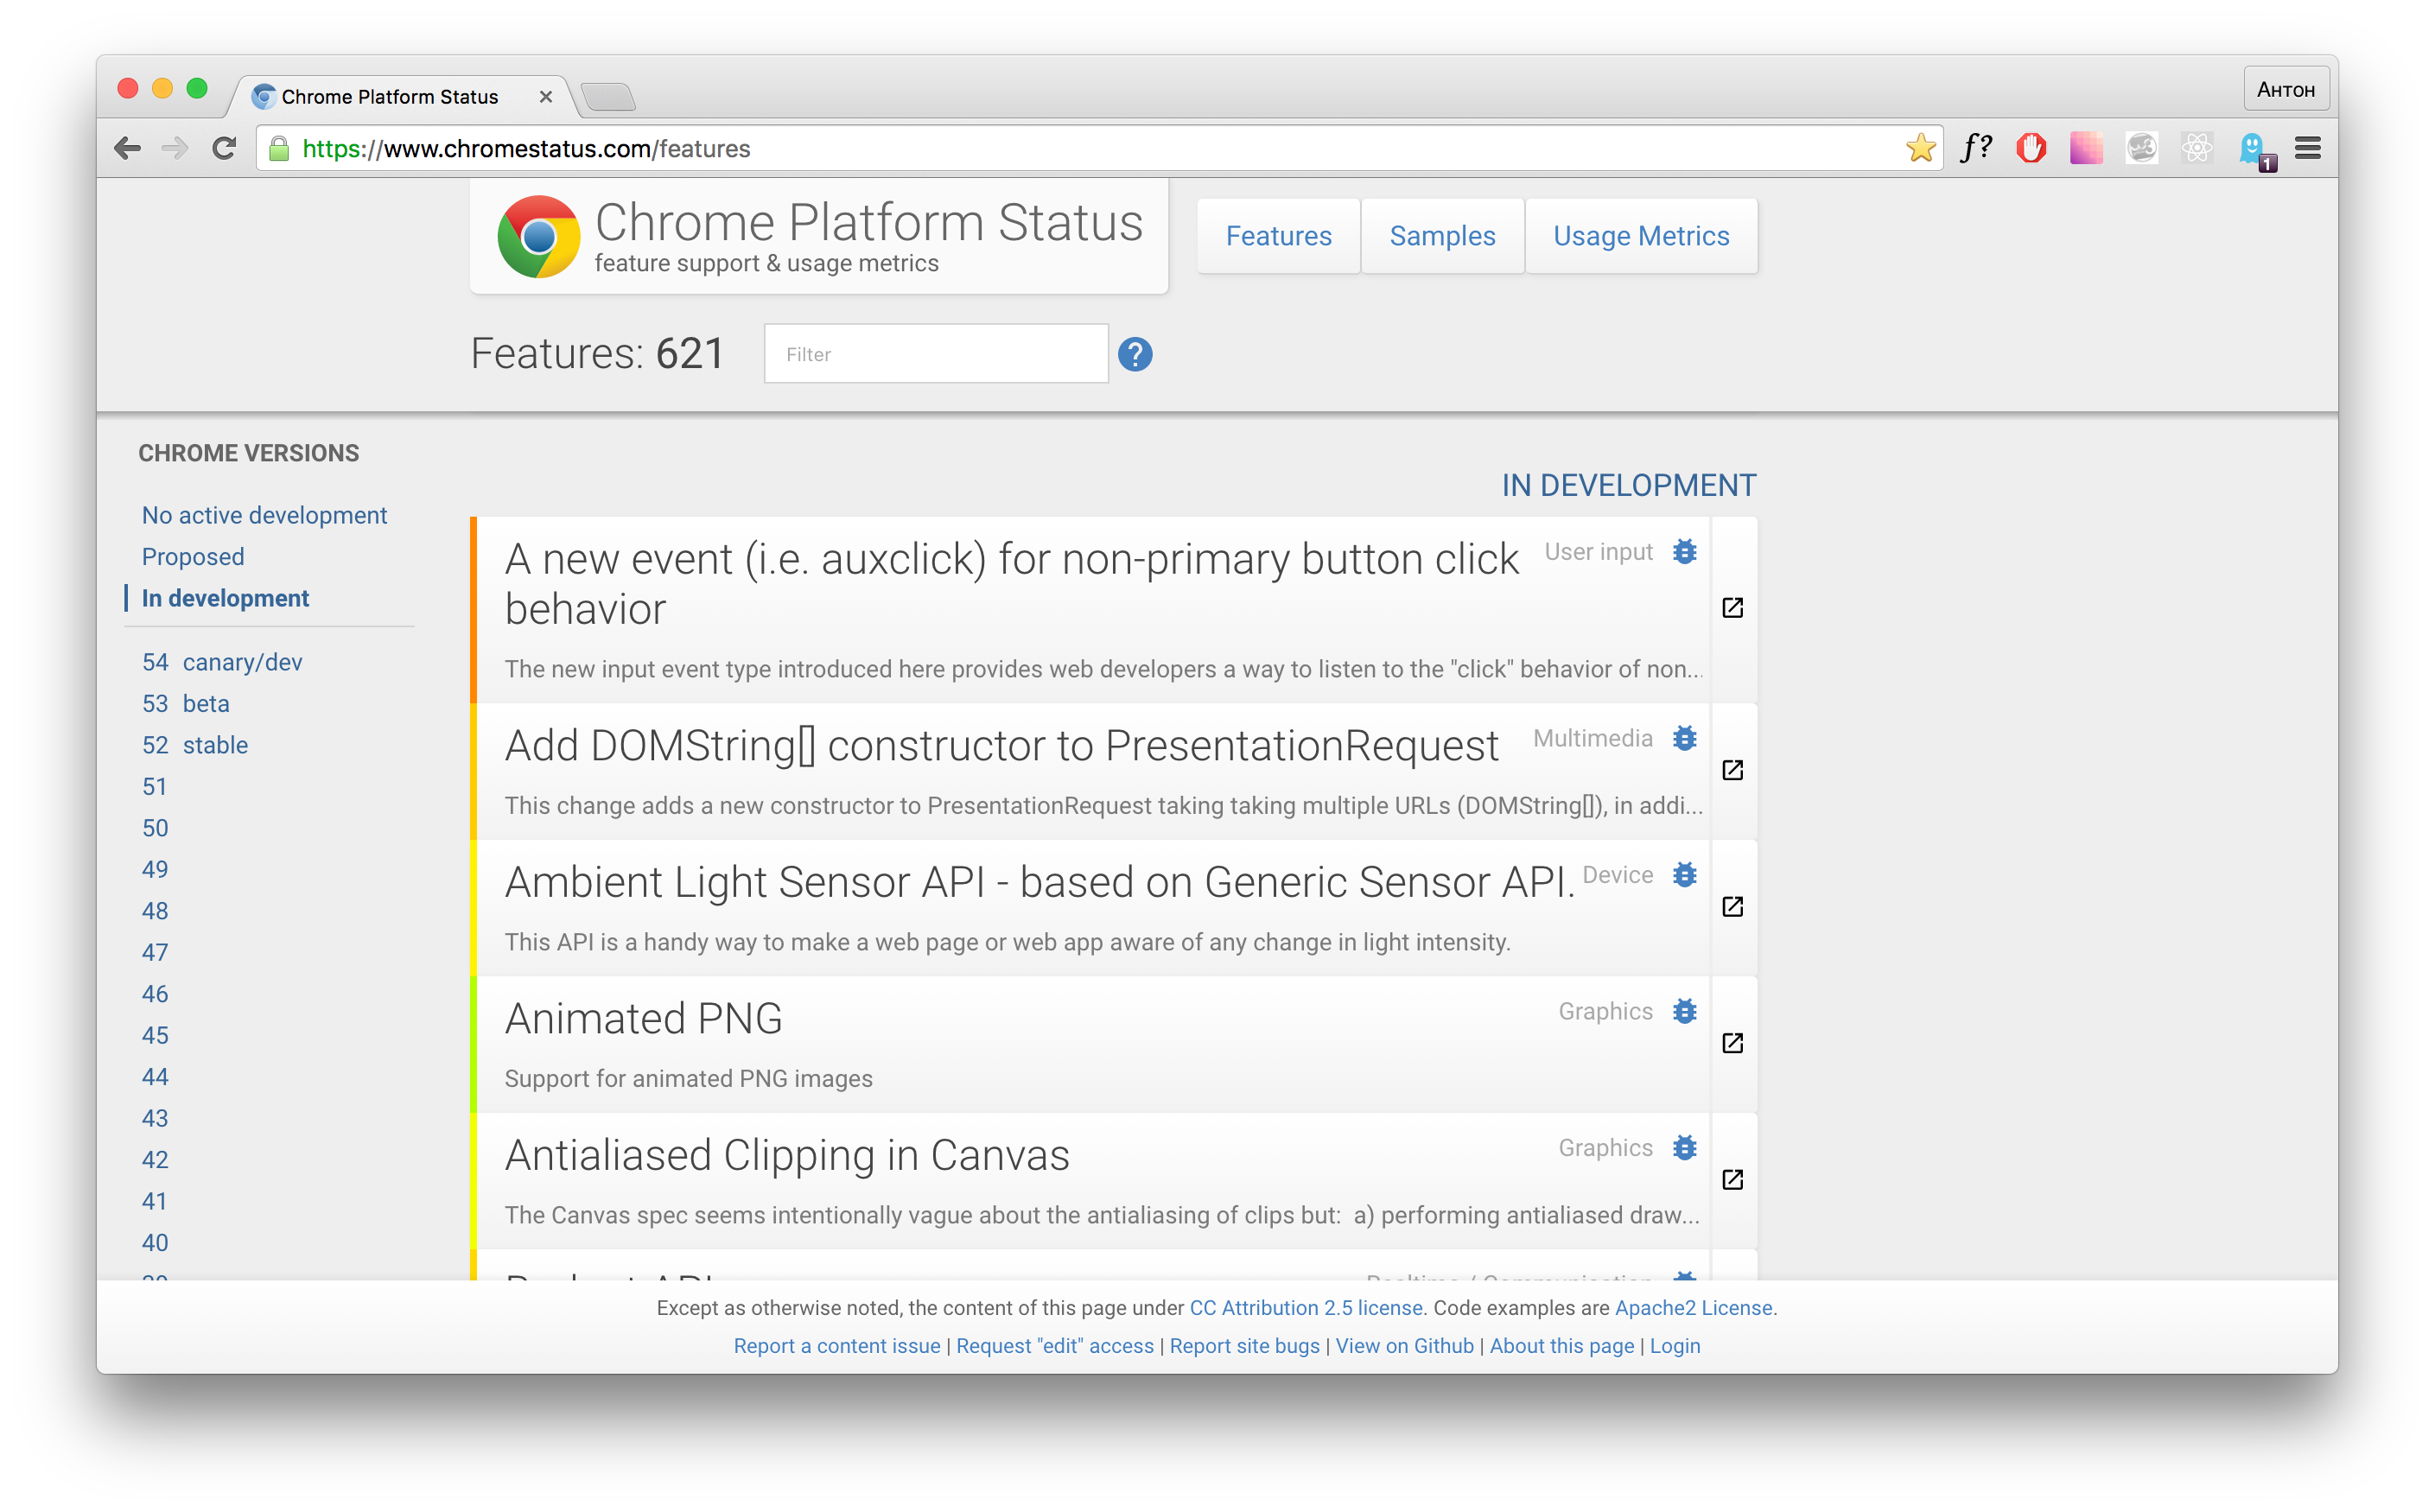 Chrome Platform Status
Антон
https://www.chromestatus.com/features
f?
1
Chrome Platform Status
feature support & usage metrics
Features
Samples
Usage Metrics
Features: 621
Filter
?
CHROME VERSIONS
No active development
Proposed
In development
54 canary/dev
53 beta
52 stable
51
50
49
48
47
46
45
44
43
42
41
40
39
IN DEVELOPMENT
A new event (i.e. auxclick) for non-primary button click
behavior
User input
The new input event type introduced here provides web developers a way to listen to the "click" behavior of non...
Add DOMString[] constructor to PresentationRequest
Multimedia
This change adds a new constructor to PresentationRequest taking taking multiple URLs (DOMString[]), in addi...
Ambient Light Sensor API - based on Generic Sensor API.
Device
This API is a handy way to make a web page or web app aware of any change in light intensity.
Animated PNG
Graphics
Support for animated PNG images
Antialiased Clipping in Canvas
Graphics
The Canvas spec seems intentionally vague about the antialiasing of clips but: a) performing antialiased draw...
API
Realtime / Communication
Except as otherwise noted, the content of this page under CC Attribution 2.5 license. Code examples are Apache2 License.
Report a content issue | Request "edit" access | Report site bugs | View on Github | About this page | Login